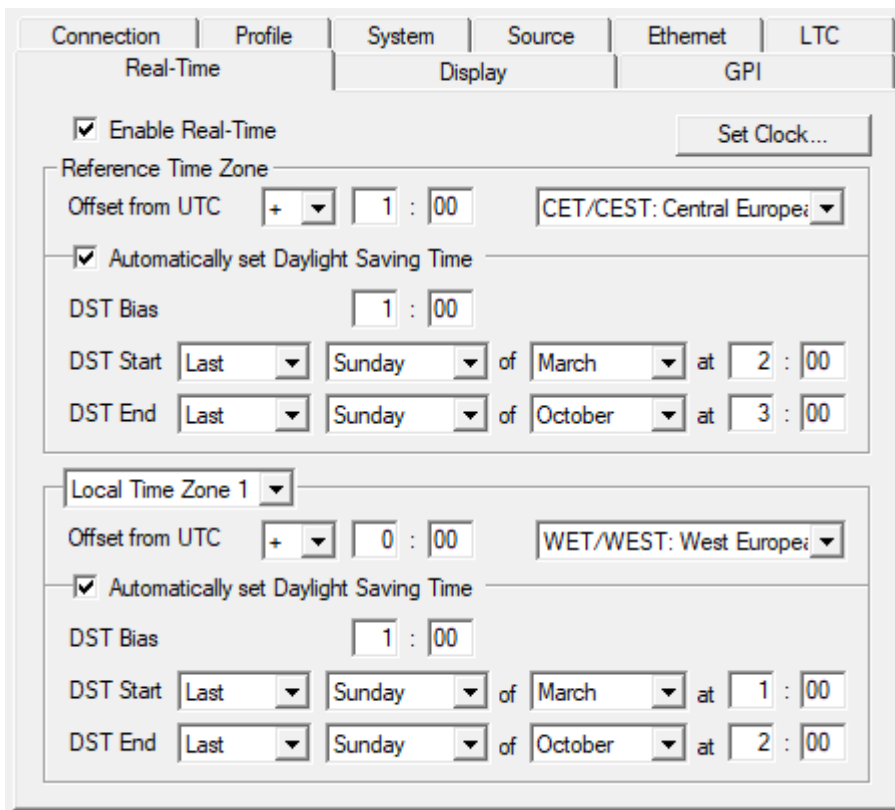 Connection Profile System Source Ethernet LTC
Real-Time Display GPI
Enable Real-Time Set Clock...
Reference Time Zone
Offset from UTC + 1 : 00 CET/CEST: Central Europea
Automatically set Daylight Saving Time
DST Bias 1 : 00
DST Start Last Sunday of March at 2 : 00
DST End Last Sunday of October at 3 : 00
Local Time Zone 1
Offset from UTC + 0 : 00 WET/WEST: West Europea
Automatically set Daylight Saving Time
DST Bias 1 : 00
DST Start Last Sunday of March at 1 : 00
DST End Last Sunday of October at 2 : 00